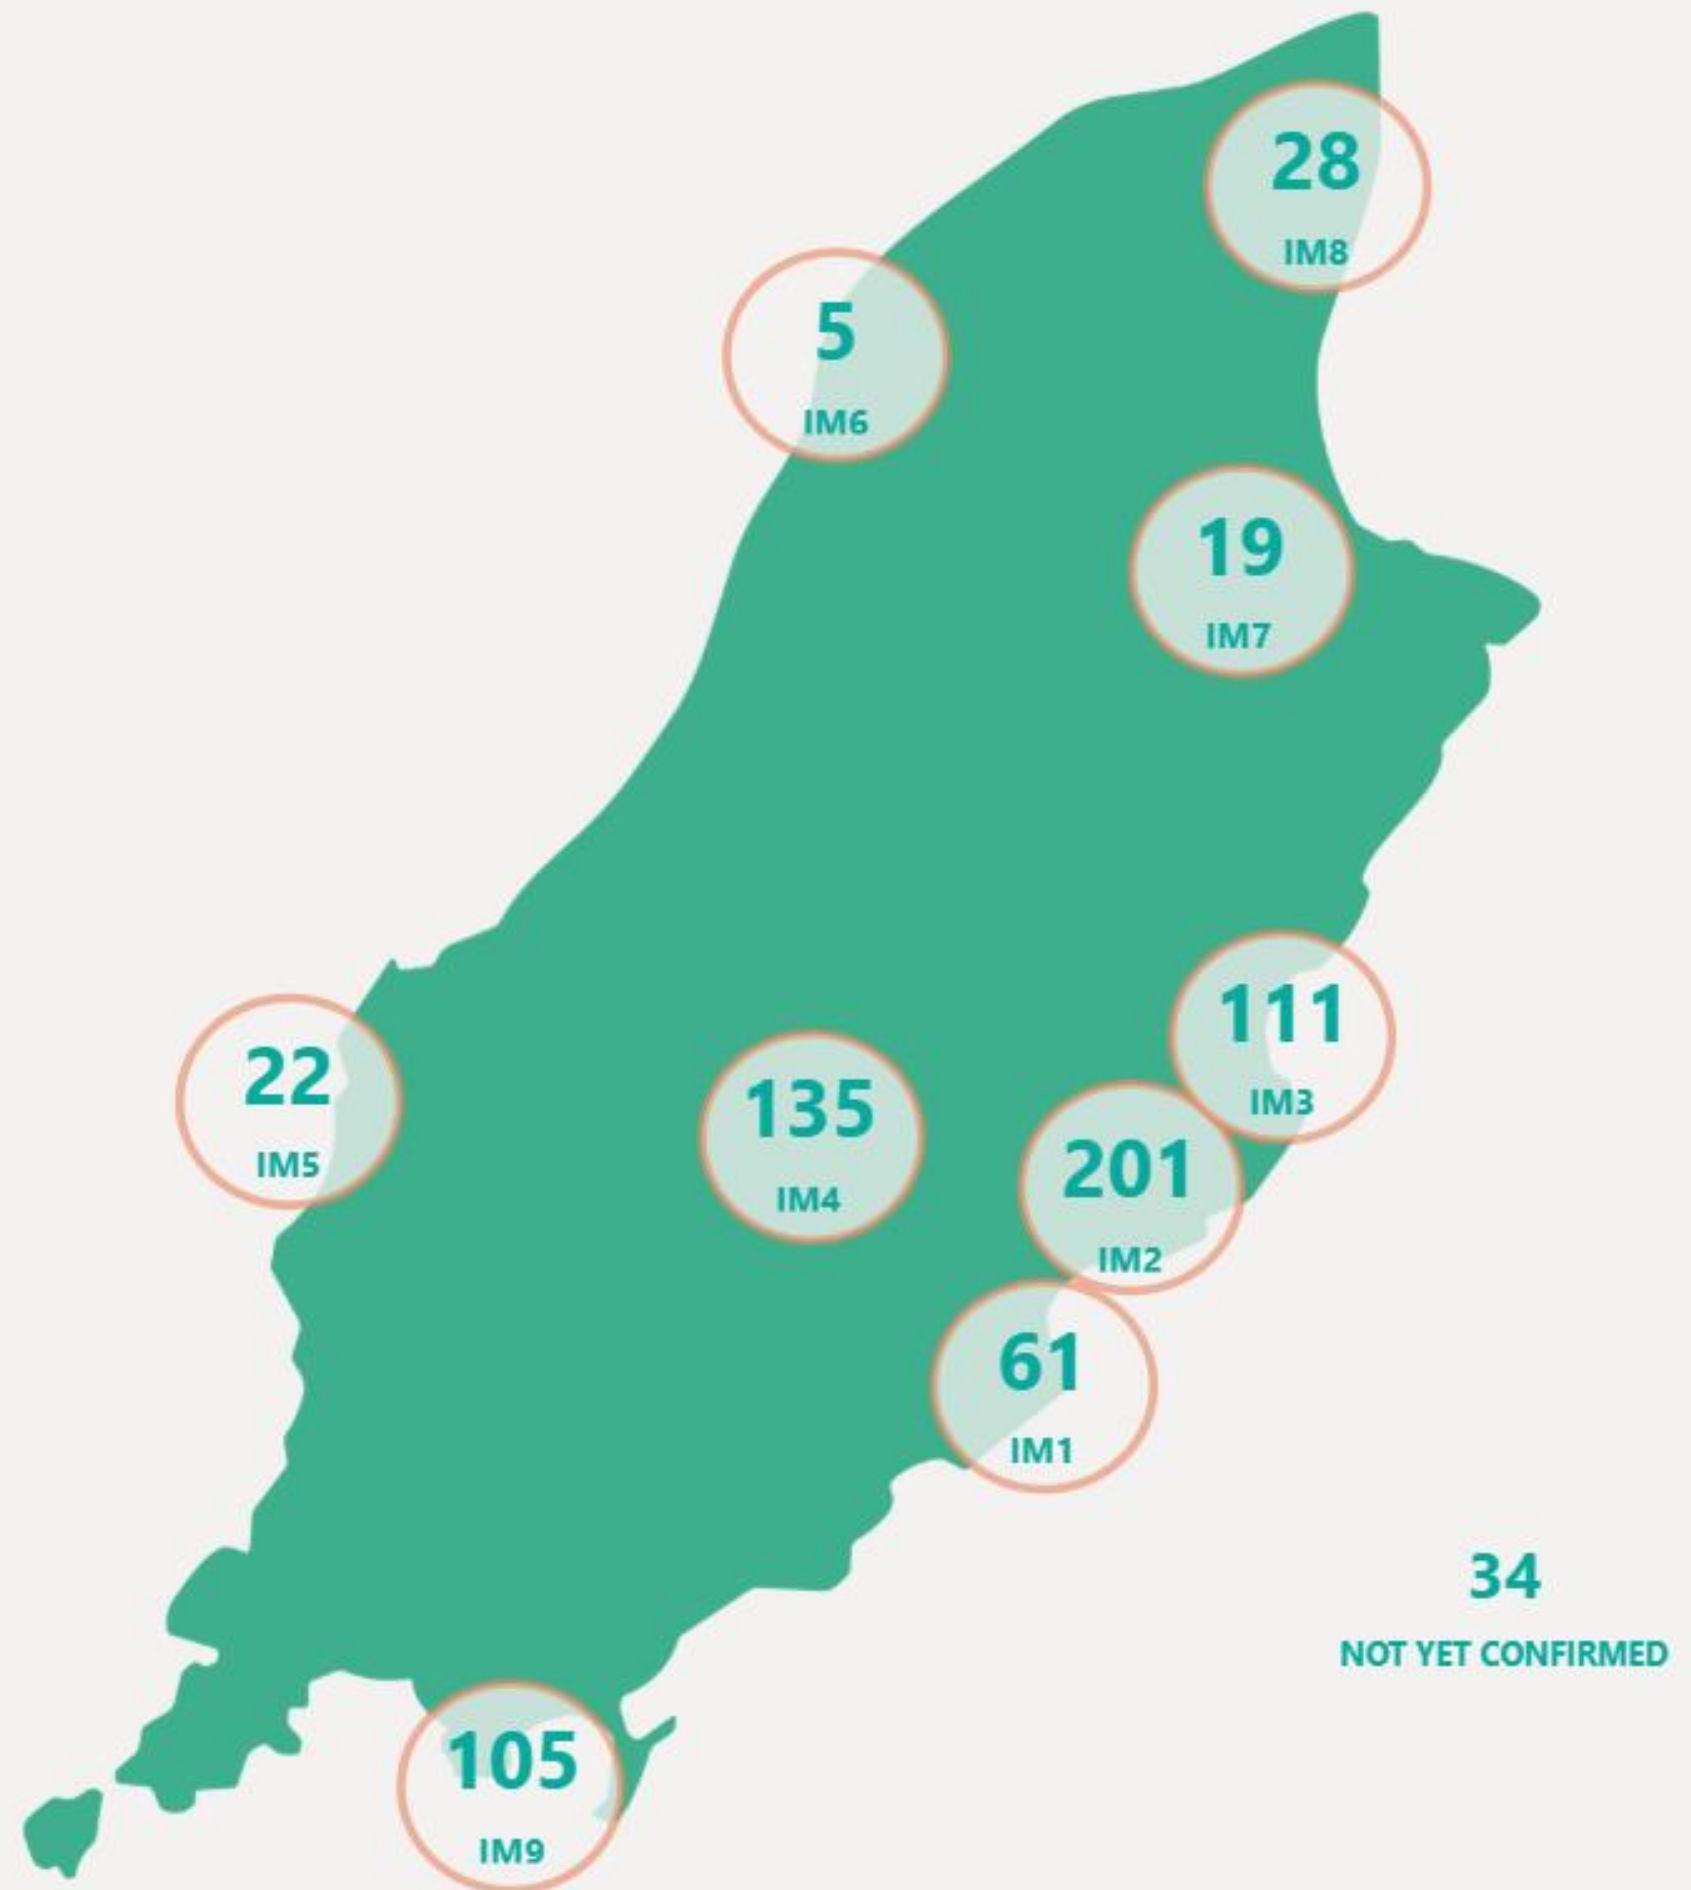 28
IM8
5
IM6
19
IM7
111
IM3
22
IM5
135
IM4
201
IM2
61
IM1
34
NOT YET CONFIRMED
105
IM9